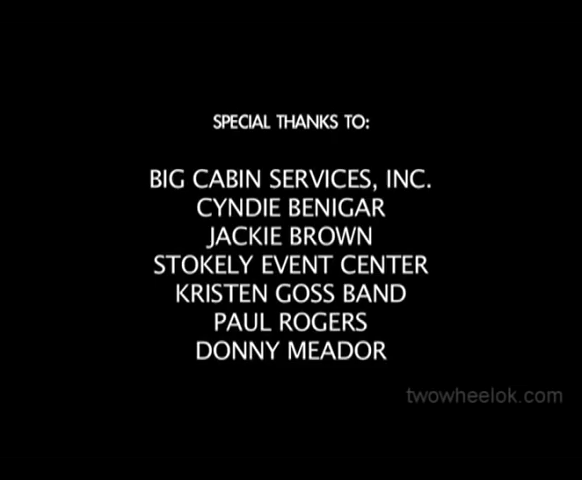 SPECIAL THANKS TO:
BIG CABIN SERVICES, INC.
CYNDIE BENIGAR
JACKIE BROWN
STOKELY EVENT CENTER
KRISTEN GOSS BAND
PAUL ROGERS
DONNY MEADOR
twowheelok.com